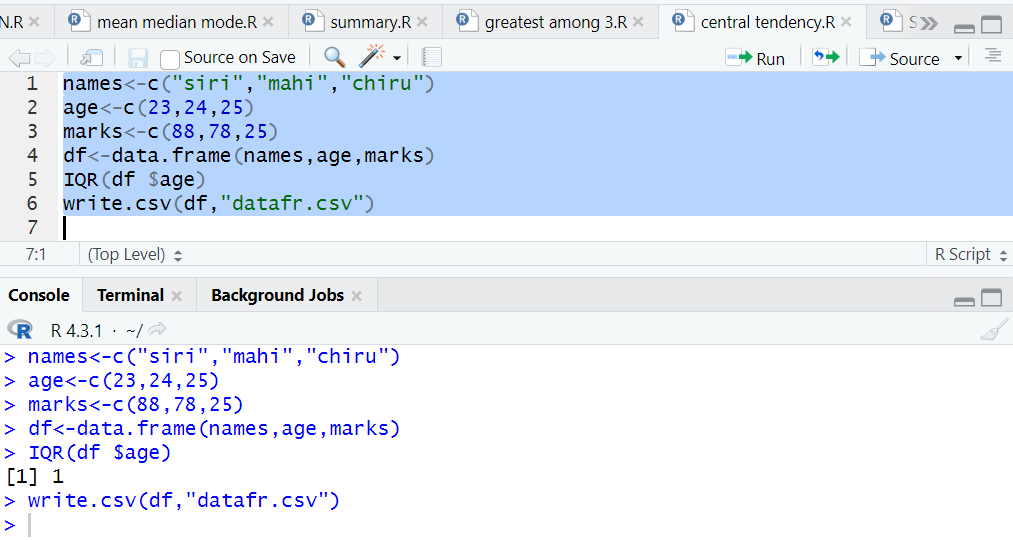 N.R mean median mode.R summary.R greatest among 3.R central tendency.R S
Source on Save Run Source
1 names<-c("siri","mahi","chiru")
2 age<-c(23,24,25)
3 marks<-c(88,78,25)
4 df<-data.frame(names,age,marks)
5 IQR(df $age)
6 write.csv(df,"datafr.csv")
7
7:1 (Top Level) R Script
Console Terminal Background Jobs
R R 4.3.1 · ~/
> names<-c("siri","mahi","chiru")
> age<-c(23,24,25)
> marks<-c(88,78,25)
> df<-data.frame(names,age,marks)
> IQR(df $age)
[1] 1
> write.csv(df,"datafr.csv")
>